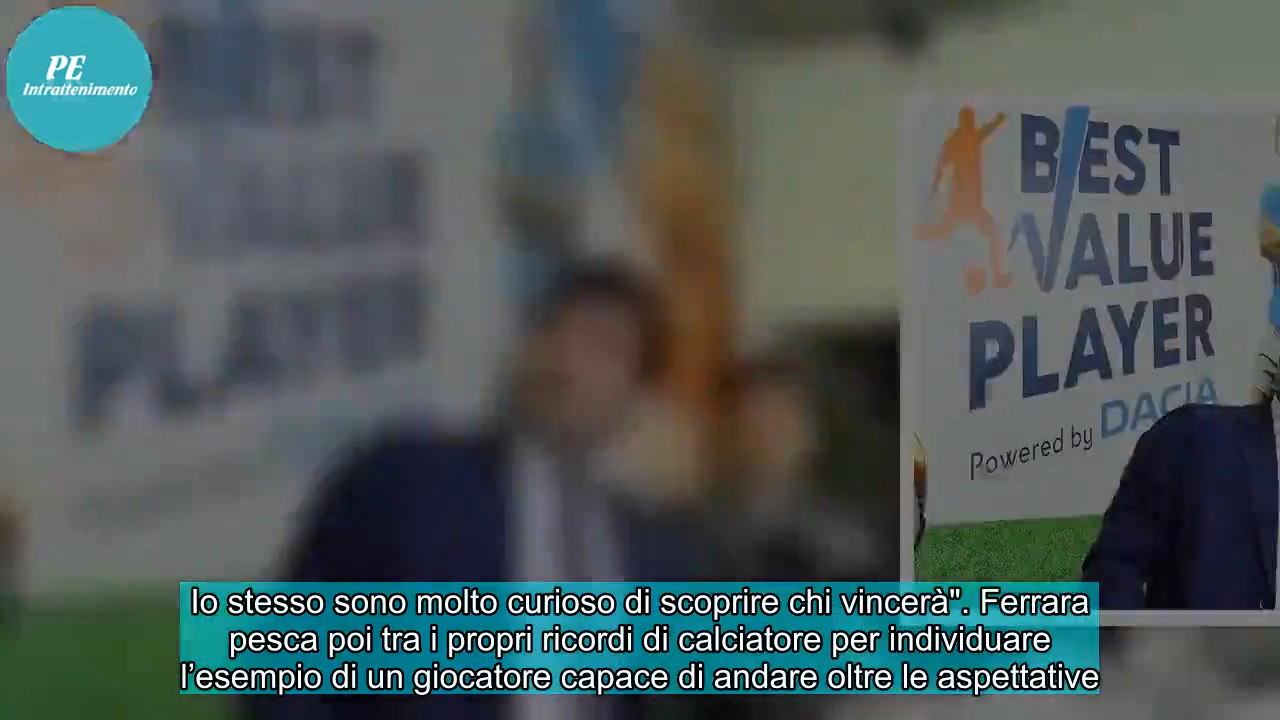 PE
Intrattenimento
BEST
VALUE
PLAYER
Powered by DACIA
Io stesso sono molto curioso di scoprire chi vincerà". Ferrara
pesca poi tra i propri ricordi di calciatore per individuare
l'esempio di un giocatore capace di andare oltre le aspettative